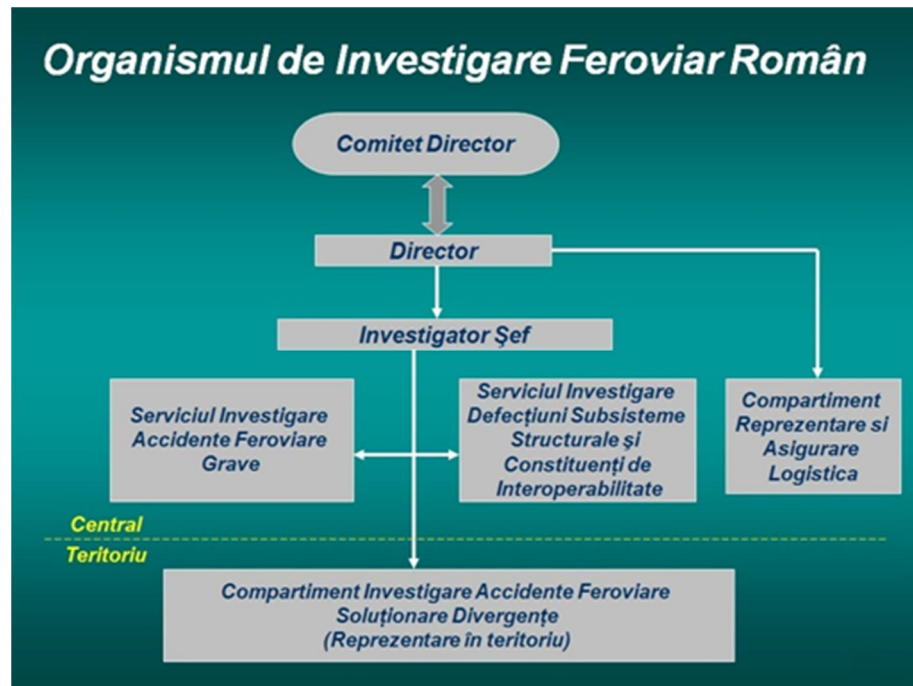 Organismul de Investigare Feroviar Român
Comitet Director
Director
Investigator Şef
Serviciul Investigare
Accidente Feroviare
Grave
Serviciul Investigare
Defecțiuni Subsisteme
Structurale şi
Constituenți de
Interoperabilitate
Compartiment
Reprezentare si
Asigurare
Logistica
Central
Teritoriu
Compartiment Investigare Accidente Feroviare
Soluționare Divergențe
(Reprezentare în teritoriu)